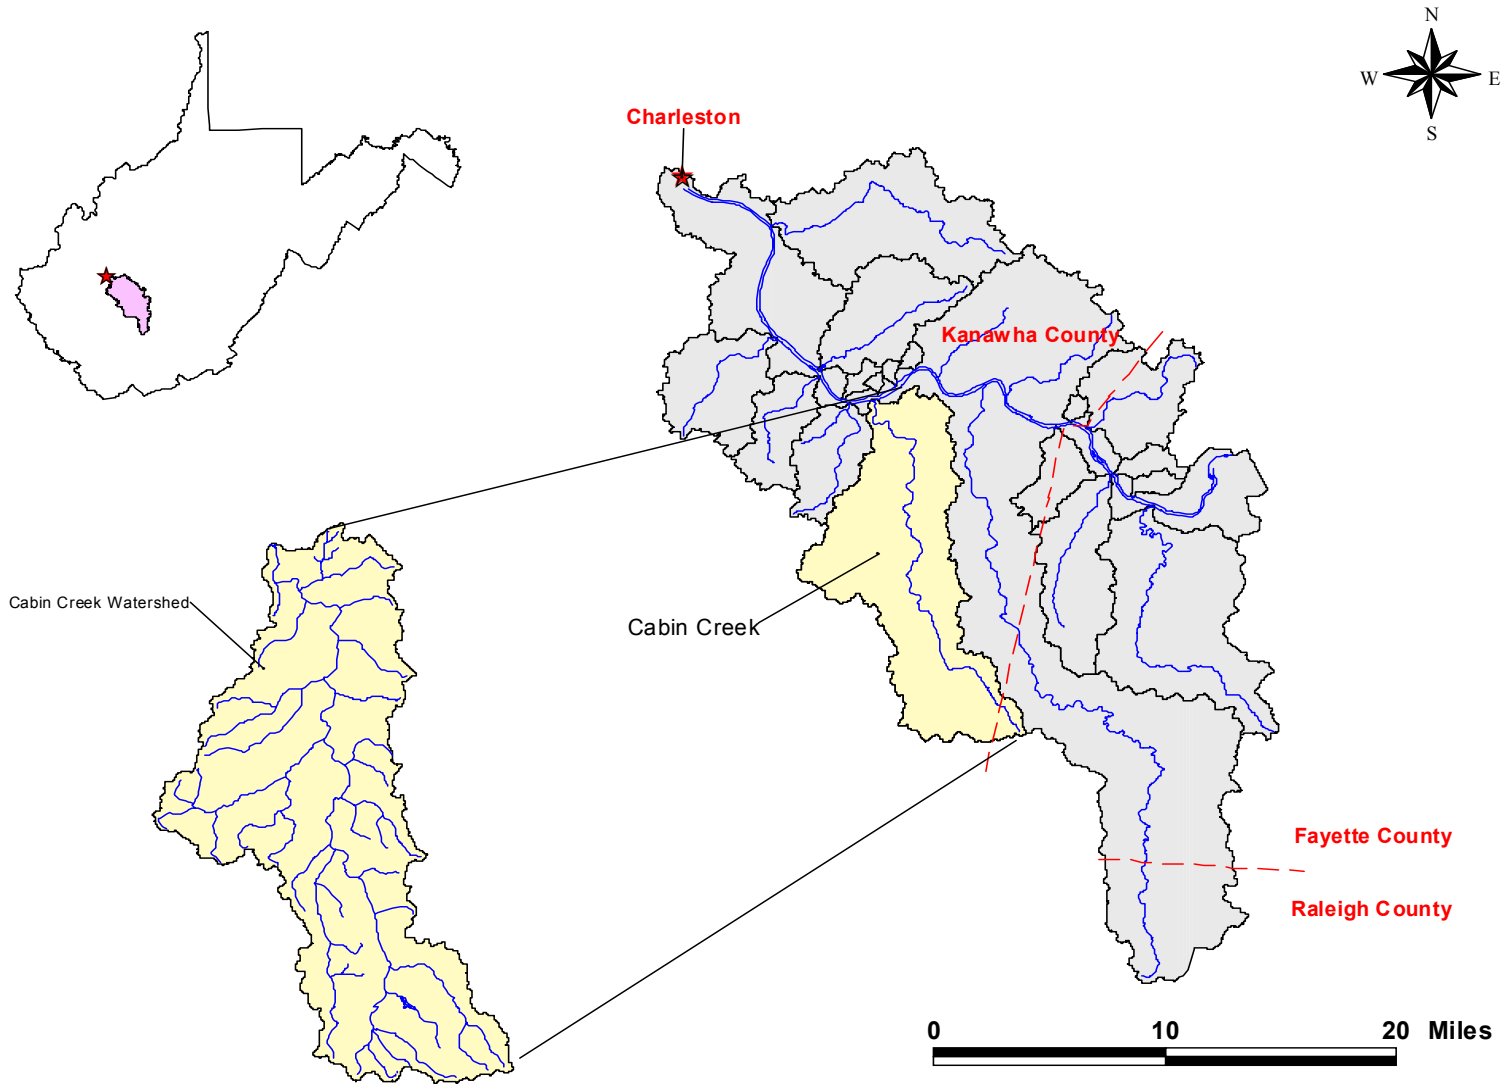 N
W
E
S
Charleston
Kanawha County
Cabin Creek Watershed
Cabin Creek
Fayette County
Raleigh County
0 10 20 Miles